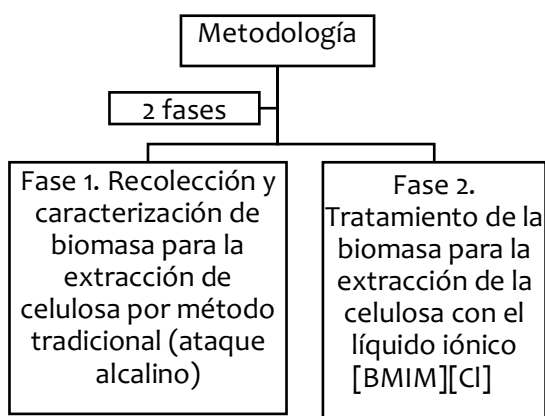 Metodología
2 fases
Fase 1. Recolección y
caracterización de
biomasa para la
extracción de
celulosa por método
tradicional (ataque
alcalino)
Fase 2.
Tratamiento de la
biomasa para la
extracción de la
celulosa con el
líquido iónico
[BMIM][Cl]